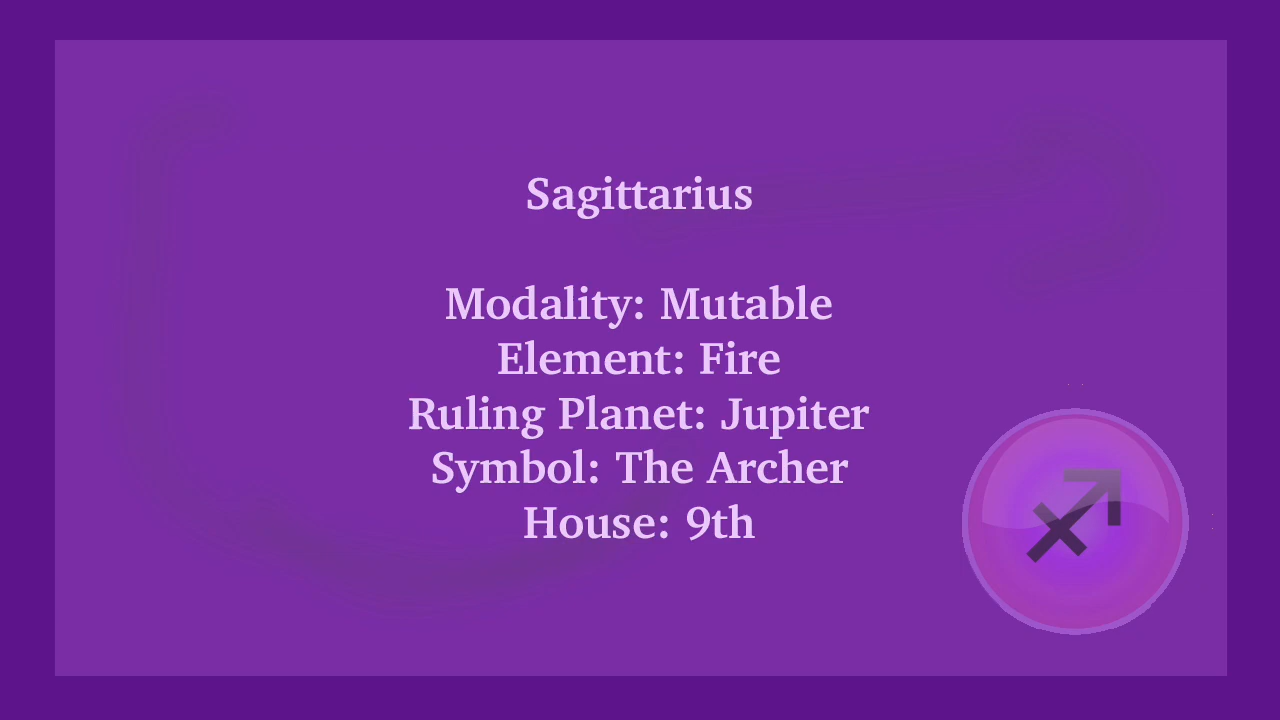 Sagittarius
Modality: Mutable
Element: Fire
Ruling Planet: Jupiter
Symbol: The Archer
House: 9th